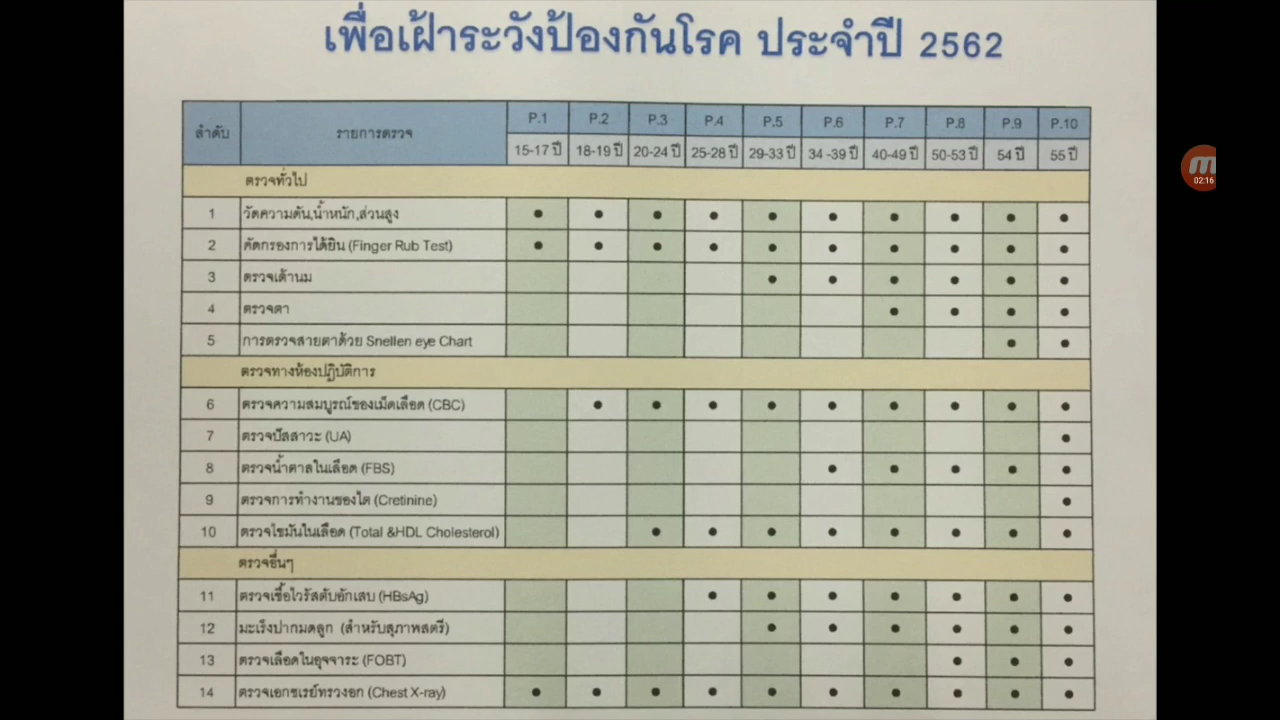 เพื่อเฝ้าระวังป้องกันโรค ประจำปี 2562
ลำดับ รายการตรวจ P.1 P.2 P.3 P.4 P.5 P.6 P.7 P.8 P.9 P.10
15-17 ปี 18-19 ปี 20-24 ปี 25-28 ปี 29-33 ปี 34 -39 ปี 40-49 ปี 50-53 ปี 54 ปี 55 ปี
ตรวจทั่วไป
1 วัดความดัน,น้ำหนัก,ส่วนสูง ● ● ● ● ● ● ● ● ● ●
2 คัดกรองการได้ยิน (Finger Rub Test) ● ● ● ● ● ● ● ● ● ●
3 ตรวจเต้านม ● ● ● ● ● ●
4 ตรวจตา ● ● ● ●
5 การตรวจสายตาด้วย Snellen eye Chart ● ●
ตรวจทางห้องปฏิบัติการ
6 ตรวจความสมบูรณ์ของเม็ดเลือด (CBC) ● ● ● ● ● ● ● ● ●
7 ตรวจปัสสาวะ (UA) ●
8 ตรวจน้ำตาลในเลือด (FBS) ● ● ● ● ●
9 ตรวจการทำงานของไต (Cretinine) ●
10 ตรวจไขมันในเลือด (Total &HDL Cholesterol) ● ● ● ● ● ● ● ●
ตรวจอื่นๆ
11 ตรวจเชื้อไวรัสตับอักเสบ (HBsAg) ● ● ● ● ● ● ●
12 มะเร็งปากมดลูก (สำหรับสุภาพสตรี) ● ● ● ● ● ●
13 ตรวจเลือดในอุจจาระ (FOBT) ● ● ●
14 ตรวจเอกซเรย์ทรวงอก (Chest X-ray) ● ● ● ● ● ● ● ● ● ●
02:16